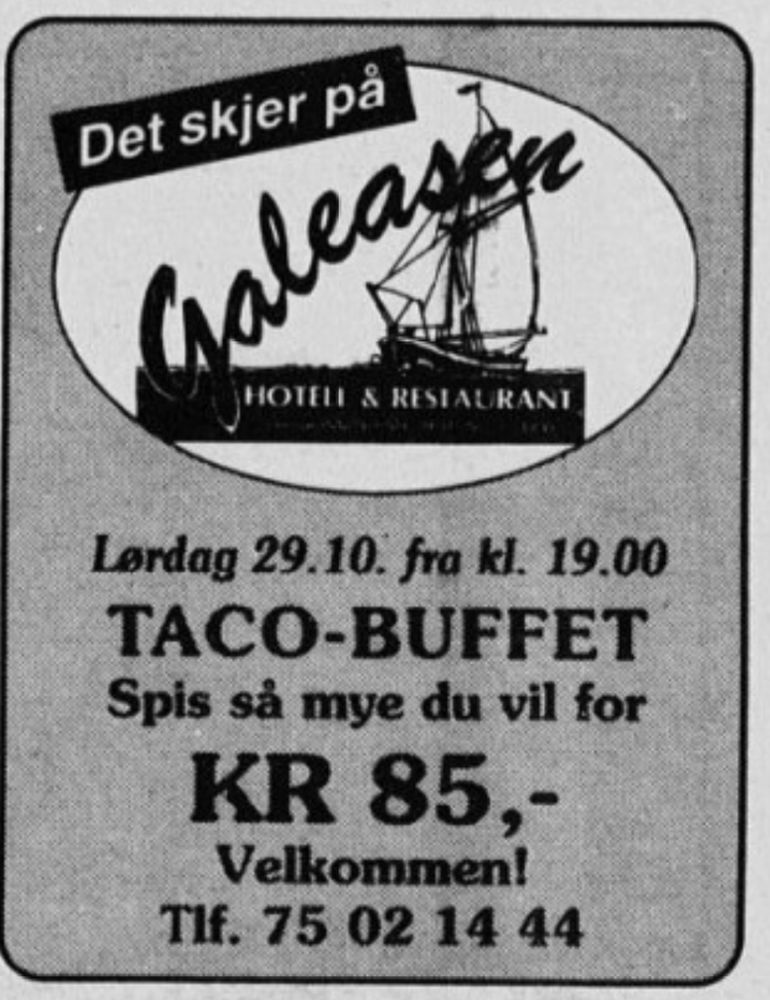 Det skjer på
Galeasen
HOTELL & RESTAURANT
Lørdag 29.10. fra kl. 19.00
TACO-BUFFET
Spis så mye du vil for
KR 85,-
Velkommen!
Tlf. 75 02 14 44